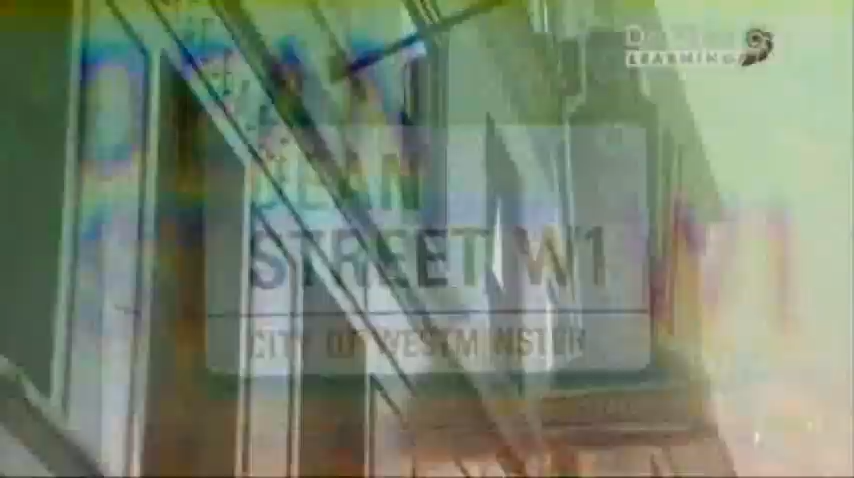 LEARNING
DEAN
STREET W1
CITY OF WESTMINSTER